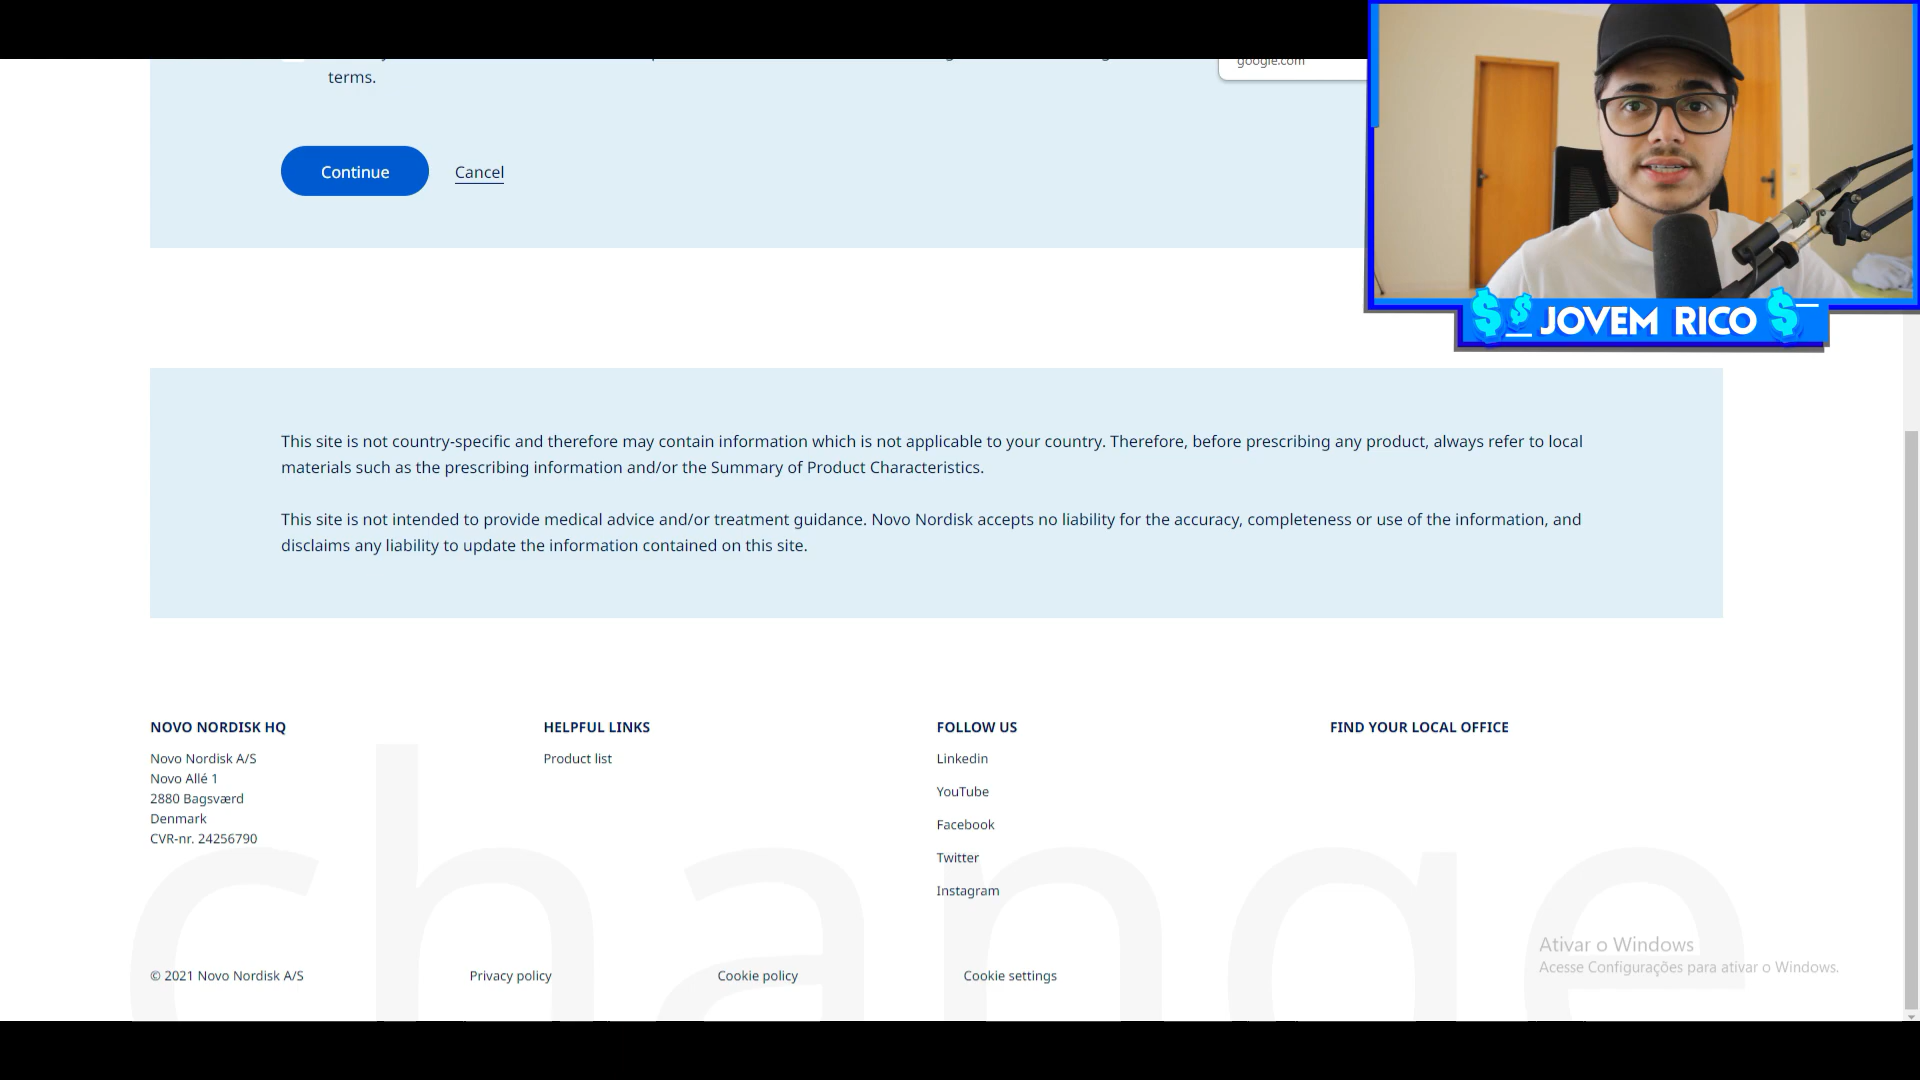 terms.
google.com
Continue
Cancel
$ $ JOVEM RICO $
This site is not country-specific and therefore may contain information which is not applicable to your country. Therefore, before prescribing any product, always refer to local
materials such as the prescribing information and/or the Summary of Product Characteristics.
This site is not intended to provide medical advice and/or treatment guidance. Novo Nordisk accepts no liability for the accuracy, completeness or use of the information, and
disclaims any liability to update the information contained on this site.
NOVO NORDISK HQ
Novo Nordisk A/S
Novo Allé 1
2880 Bagsværd
Denmark
CVR-nr. 24256790
HELPFUL LINKS
Product list
FOLLOW US
Linkedin
YouTube
Facebook
Twitter
Instagram
FIND YOUR LOCAL OFFICE
change
Ativar o Windows
Acesse Configurações para ativar o Windows.
© 2021 Novo Nordisk A/S
Privacy policy
Cookie policy
Cookie settings